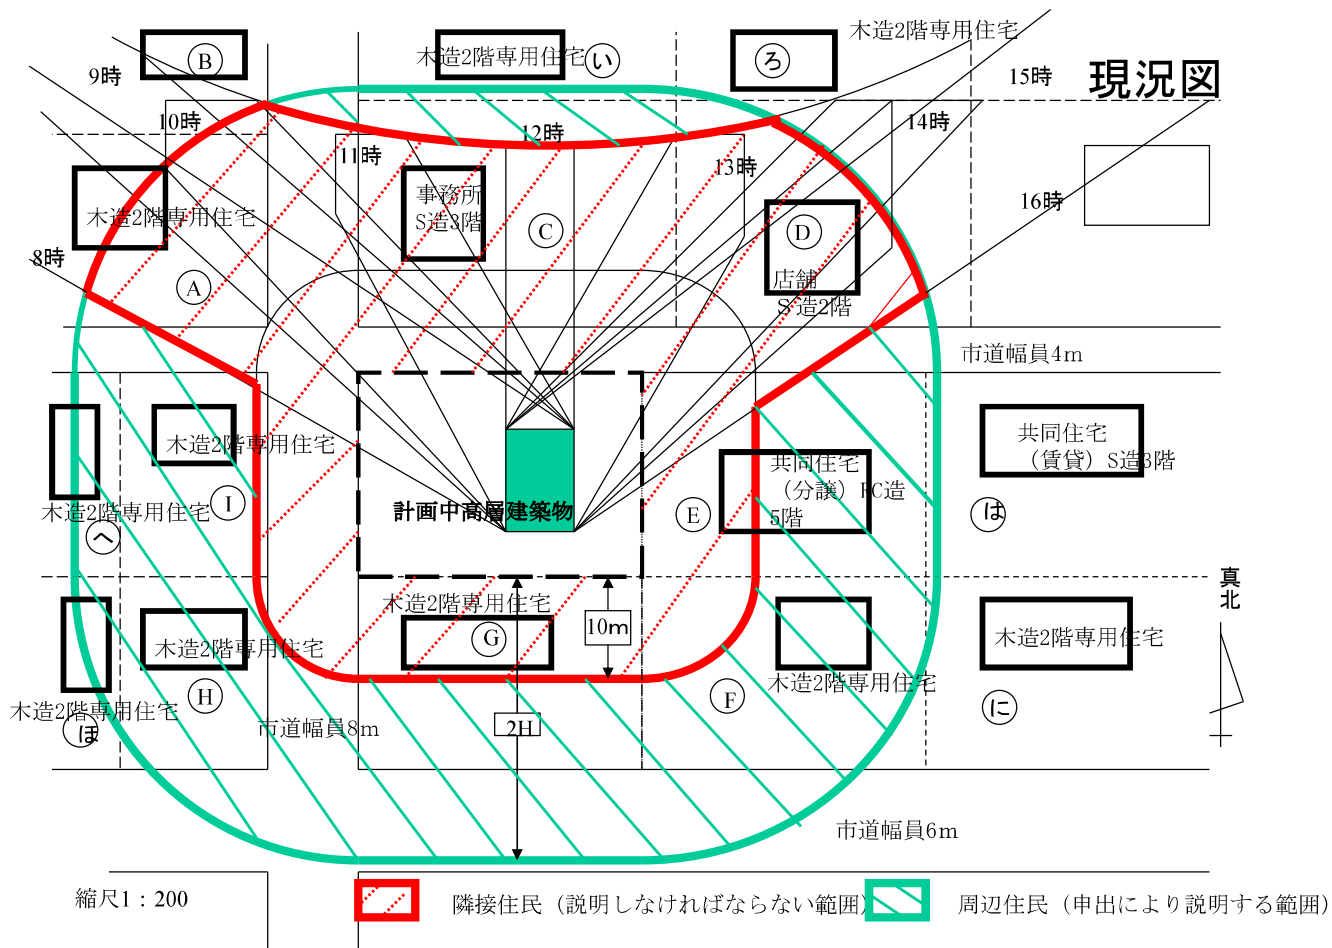 木造2階専用住宅
B
木造2階専用住宅
い
ろ
9時
15時
現況図
10時
12時
14時
11時
13時
事務所
S造3階
16時
木造2階専用住宅
C
D
8時
A
店舗
S造2階
市道幅員4m
木造2階専用住宅
共同住宅
(分譲)RC造
5階
共同住宅
(賃貸)S造3階
I
木造2階専用住宅
計画中高層建築物
E
は
へ
真北
木造2階専用住宅
10m
G
木造2階専用住宅
木造2階専用住宅
木造2階専用住宅
H
F
に
木造2階専用住宅
ほ
市道幅員8m
2H
市道幅員6m
縮尺1:200
隣接住民(説明しなければならない範囲)
周辺住民(申出により説明する範囲)